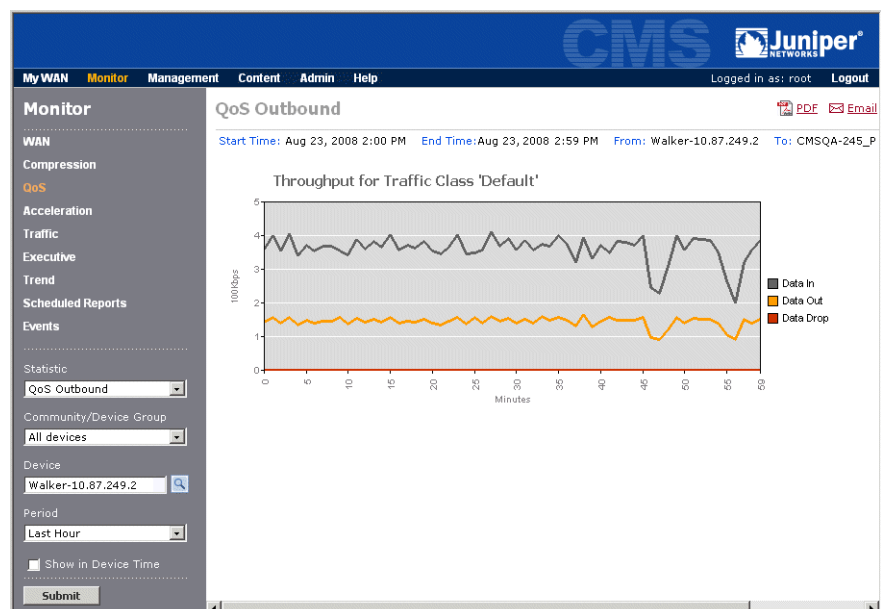 CMS
Juniper®
NETWORKS
My WAN Monitor Management Content Admin Help Logged in as: root Logout
Monitor
WAN
Compression
QoS
Acceleration
Traffic
Executive
Trend
Scheduled Reports
Events
Statistic
QoS Outbound
Community/Device Group
All devices
Device
Walker-10.87.249.2
Period
Last Hour
Show in Device Time
Submit
QoS Outbound
PDF Email
Start Time: Aug 23, 2008 2:00 PM End Time:Aug 23, 2008 2:59 PM From: Walker-10.87.249.2 To: CMSQA-245_P
Throughput for Traffic Class 'Default'
5
4
3
2
1
0
100Kbps
0 5 10 15 20 25 30 35 40 45 50 55 59
Minutes
Data In
Data Out
Data Drop